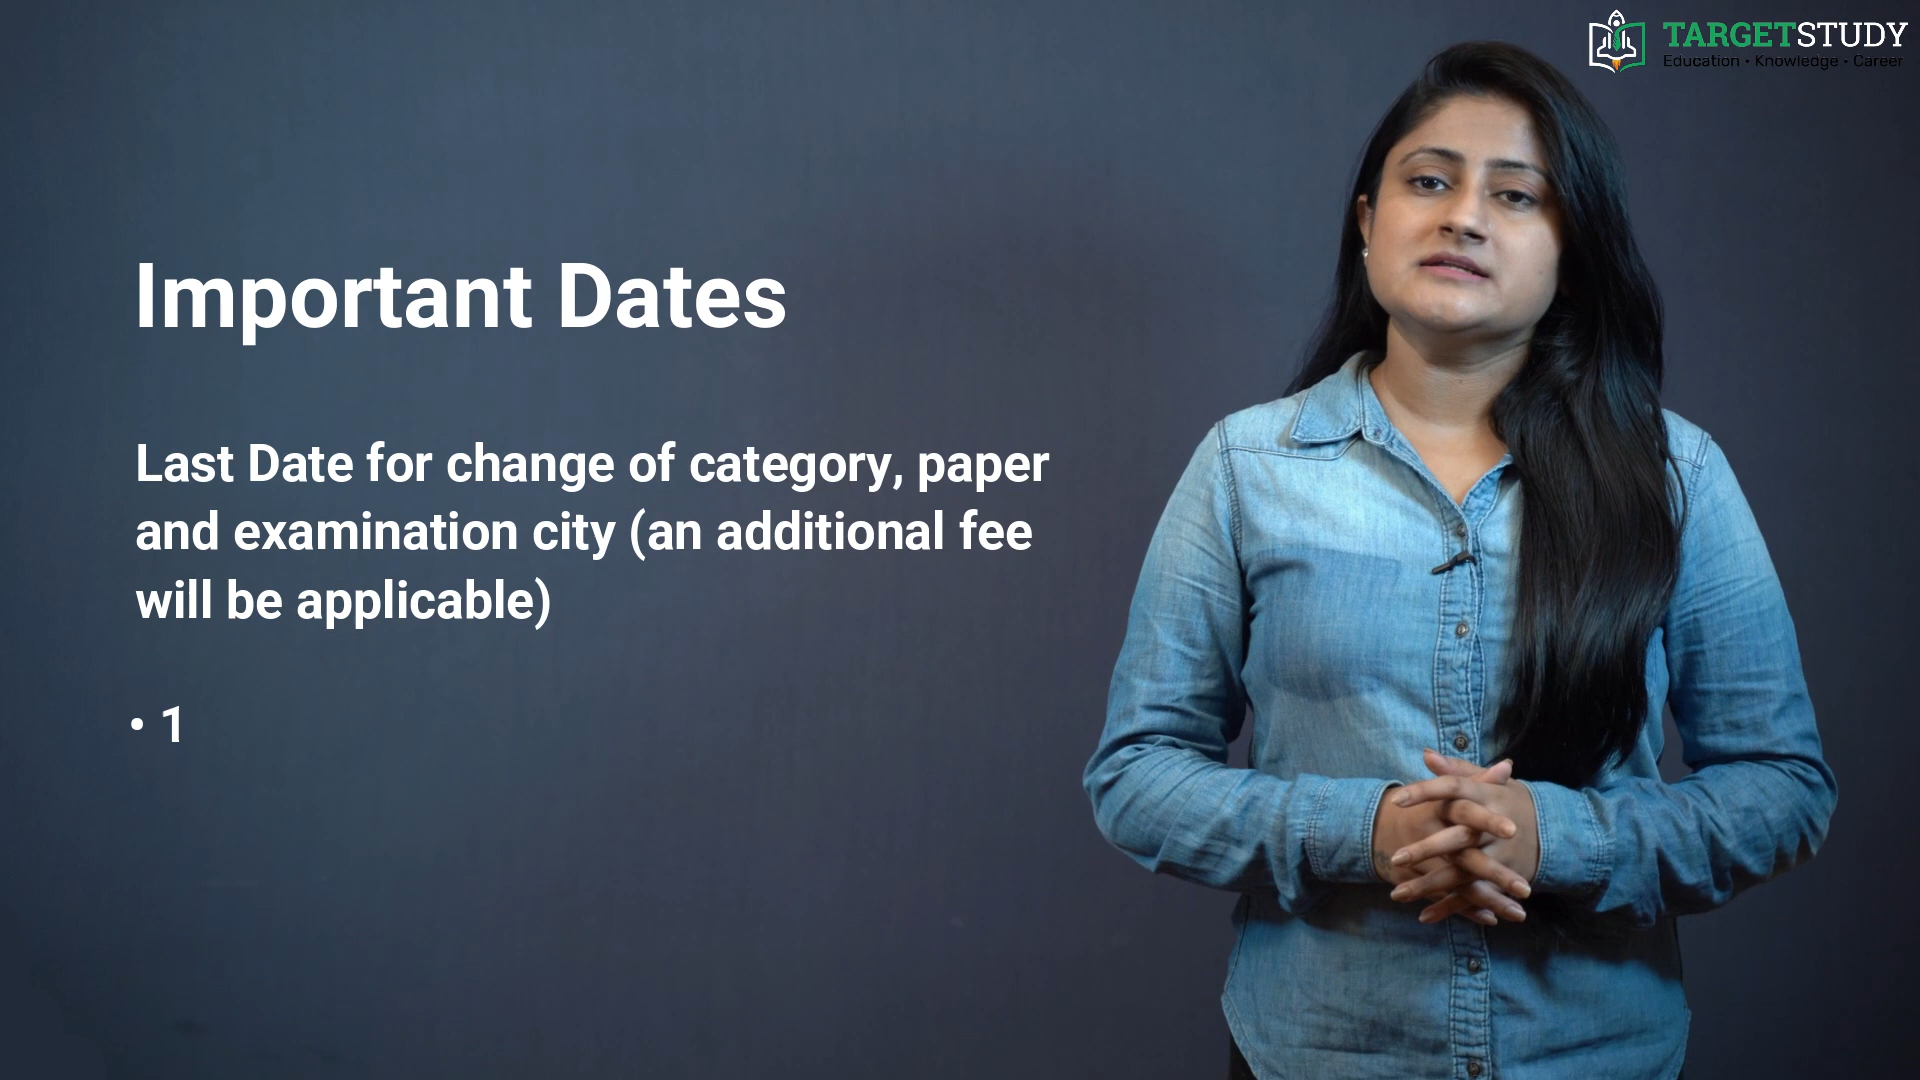 TARGETSTUDY
Education • Knowledge • Career
Important Dates
Last Date for change of category, paper
and examination city (an additional fee
will be applicable)
• 1